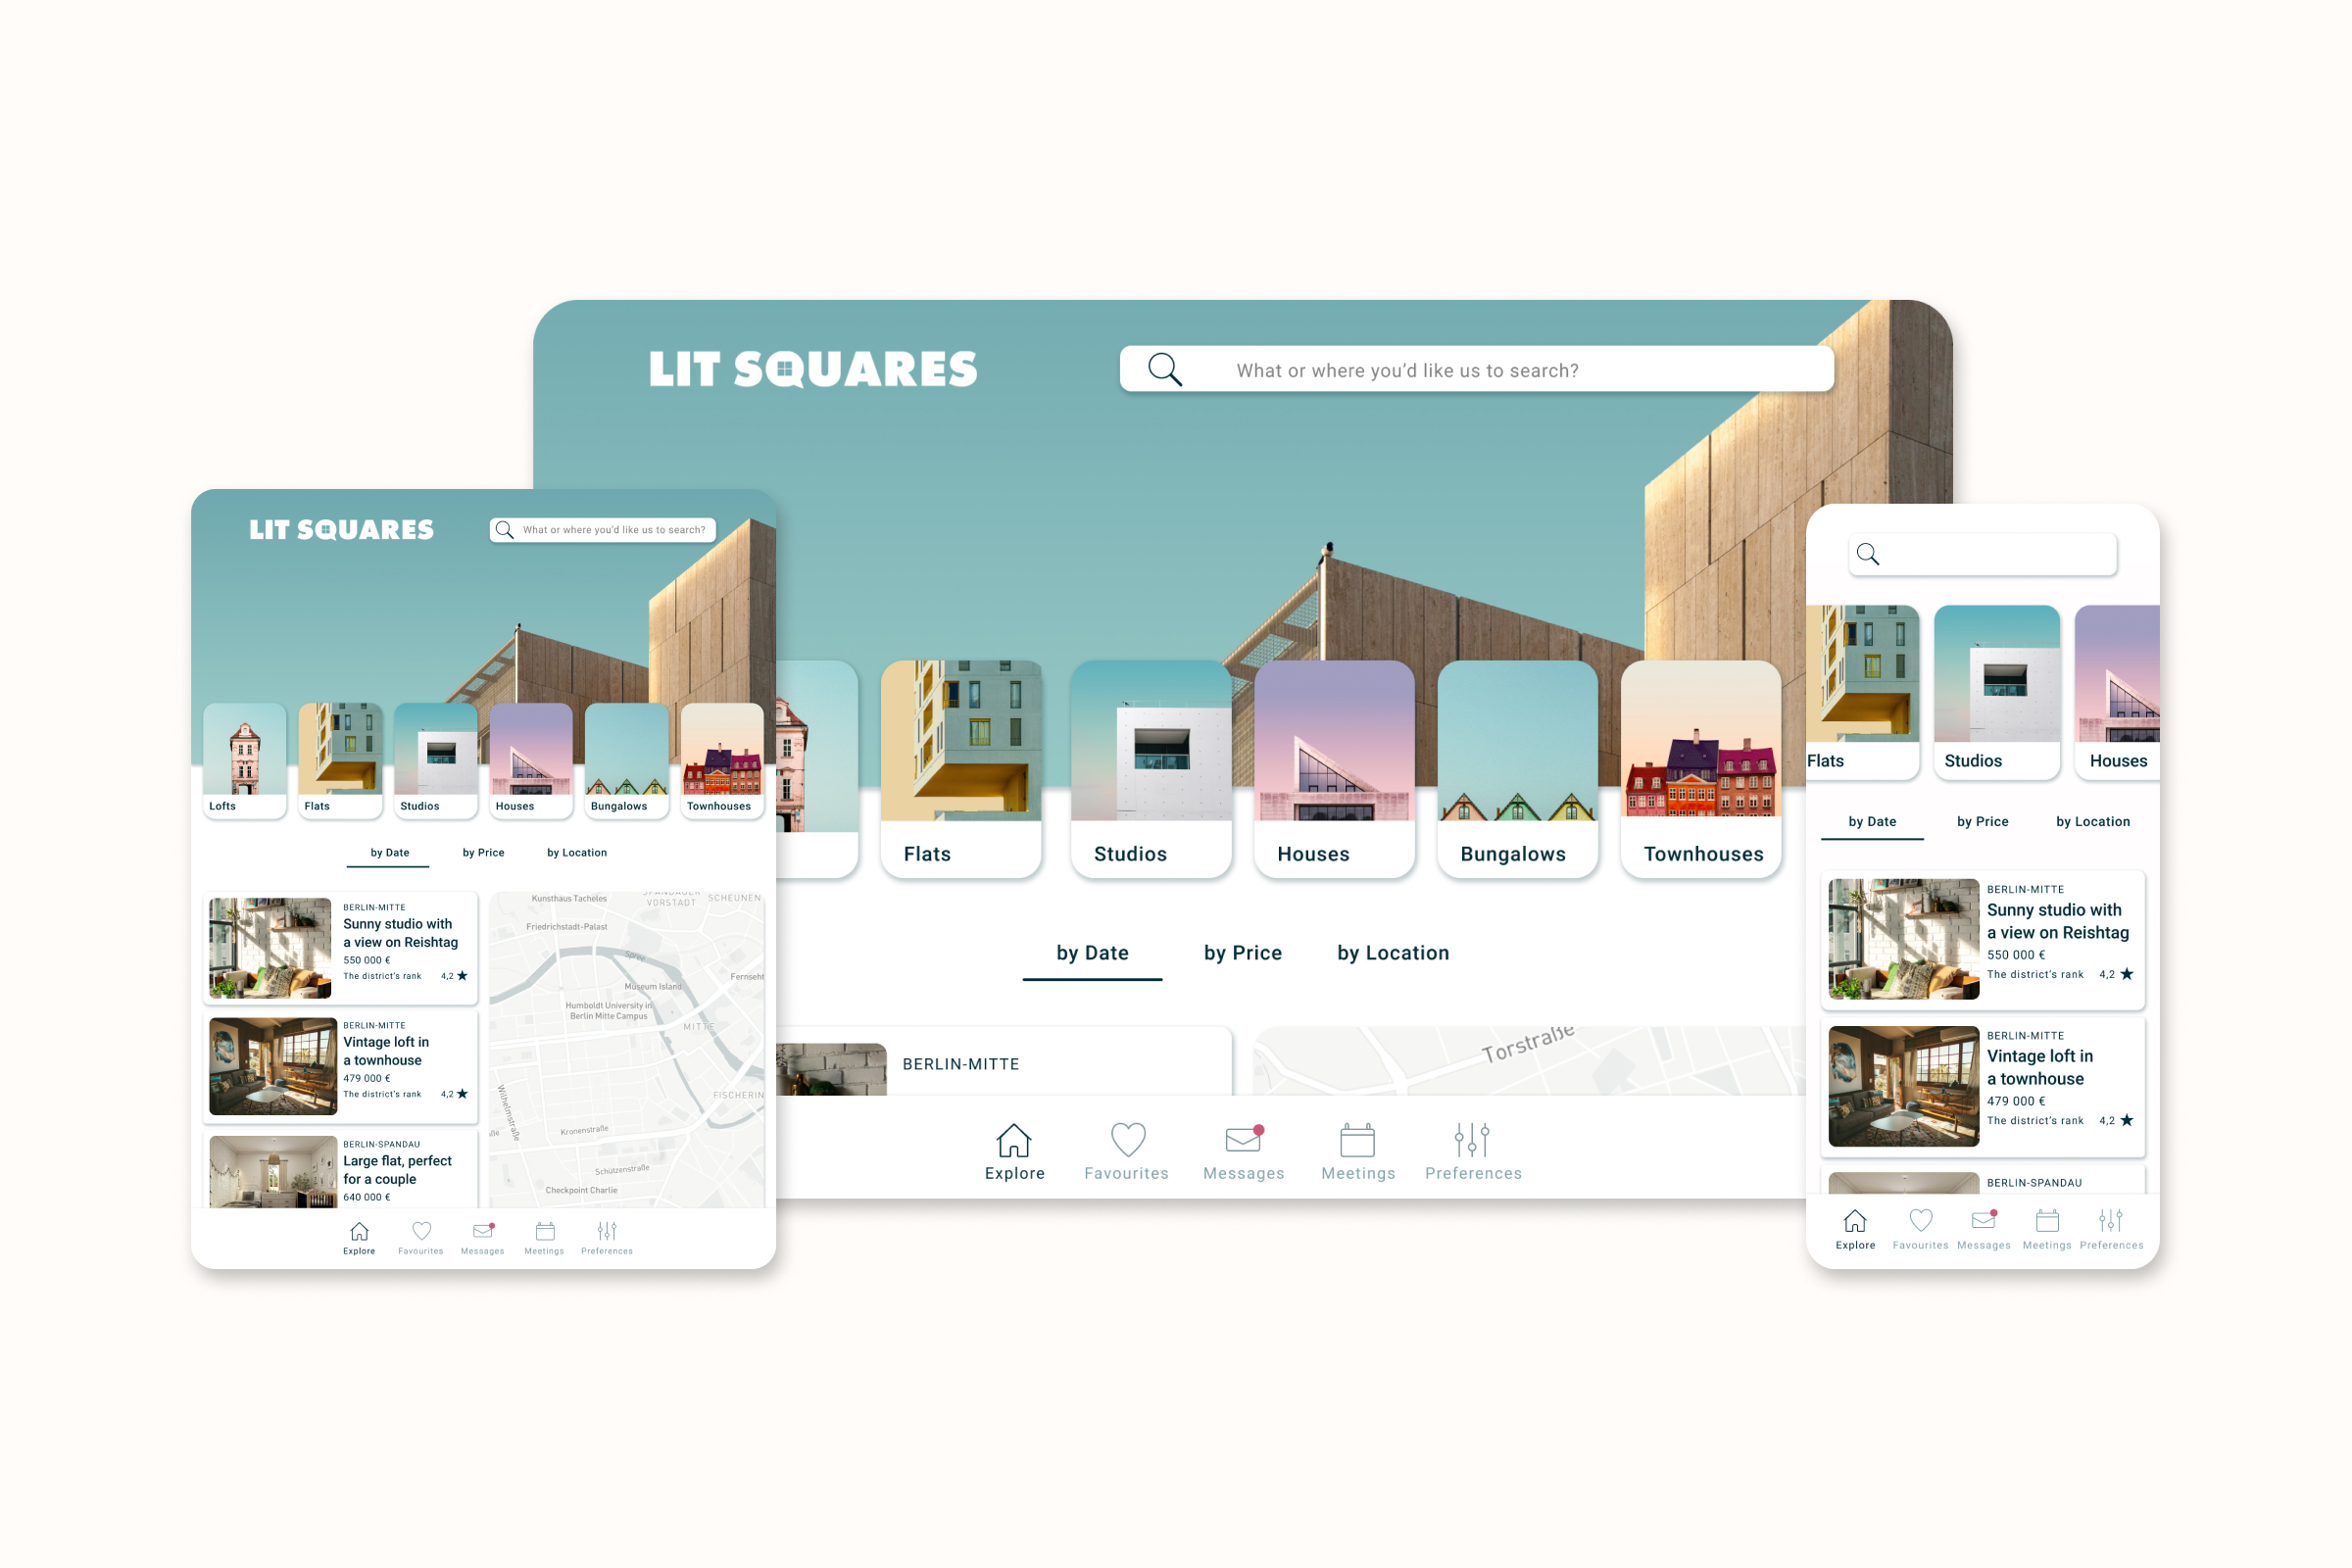 LIT SQUARES
What or where you'd like us to search?
Flats
Studios
Houses
Bungalows
Townhouses
by Date
by Price
by Location
BERLIN-MITTE
Torstraße
Explore
Favourites
Messages
Meetings
Preferences
LIT SQUARES
What or where you'd like us to search?
Lofts
Flats
Studios
Houses
Bungalows
Townhouses
by Date
by Price
by Location
BERLIN-MITTE
Sunny studio with
a view on Reishtag
550 000 €
The district's rank 4,2
BERLIN-MITTE
Vintage loft in
a townhouse
479 000 €
The district's rank 4,2
BERLIN-SPANDAU
Large flat, perfect
for a couple
640 000 €
SPANDAUER
VORSTADT
SCHEUNEN
Kunsthaus Tacheles
Friedrichstadt-Palast
Spree
Fernseht
Museum Island
Humboldt University in
Berlin Mitte Campus
MITTE
FISCHERIN
Wilhelmstraße
Kronenstraße
Schützenstraße
Checkpoint Charlie
Explore
Favourites
Messages
Meetings
Preferences
Flats
Studios
Houses
by Date
by Price
by Location
BERLIN-MITTE
Sunny studio with
a view on Reishtag
550 000 €
The district's rank 4,2
BERLIN-MITTE
Vintage loft in
a townhouse
479 000 €
The district's rank 4,2
BERLIN-SPANDAU
Explore
Favourites
Messages
Meetings
Preferences